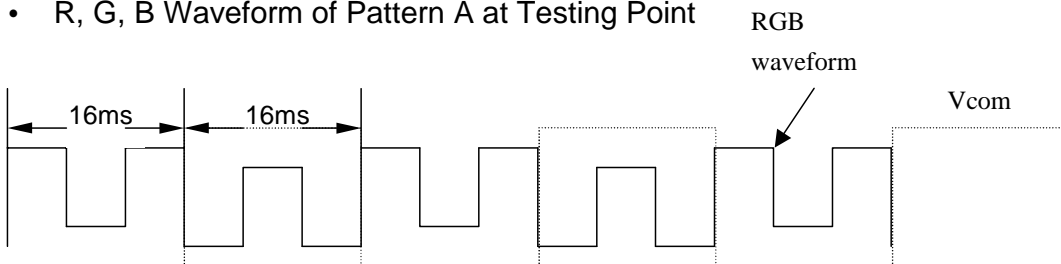 • R, G, B Waveform of Pattern A at Testing Point
RGB
waveform
Vcom
16ms
16ms